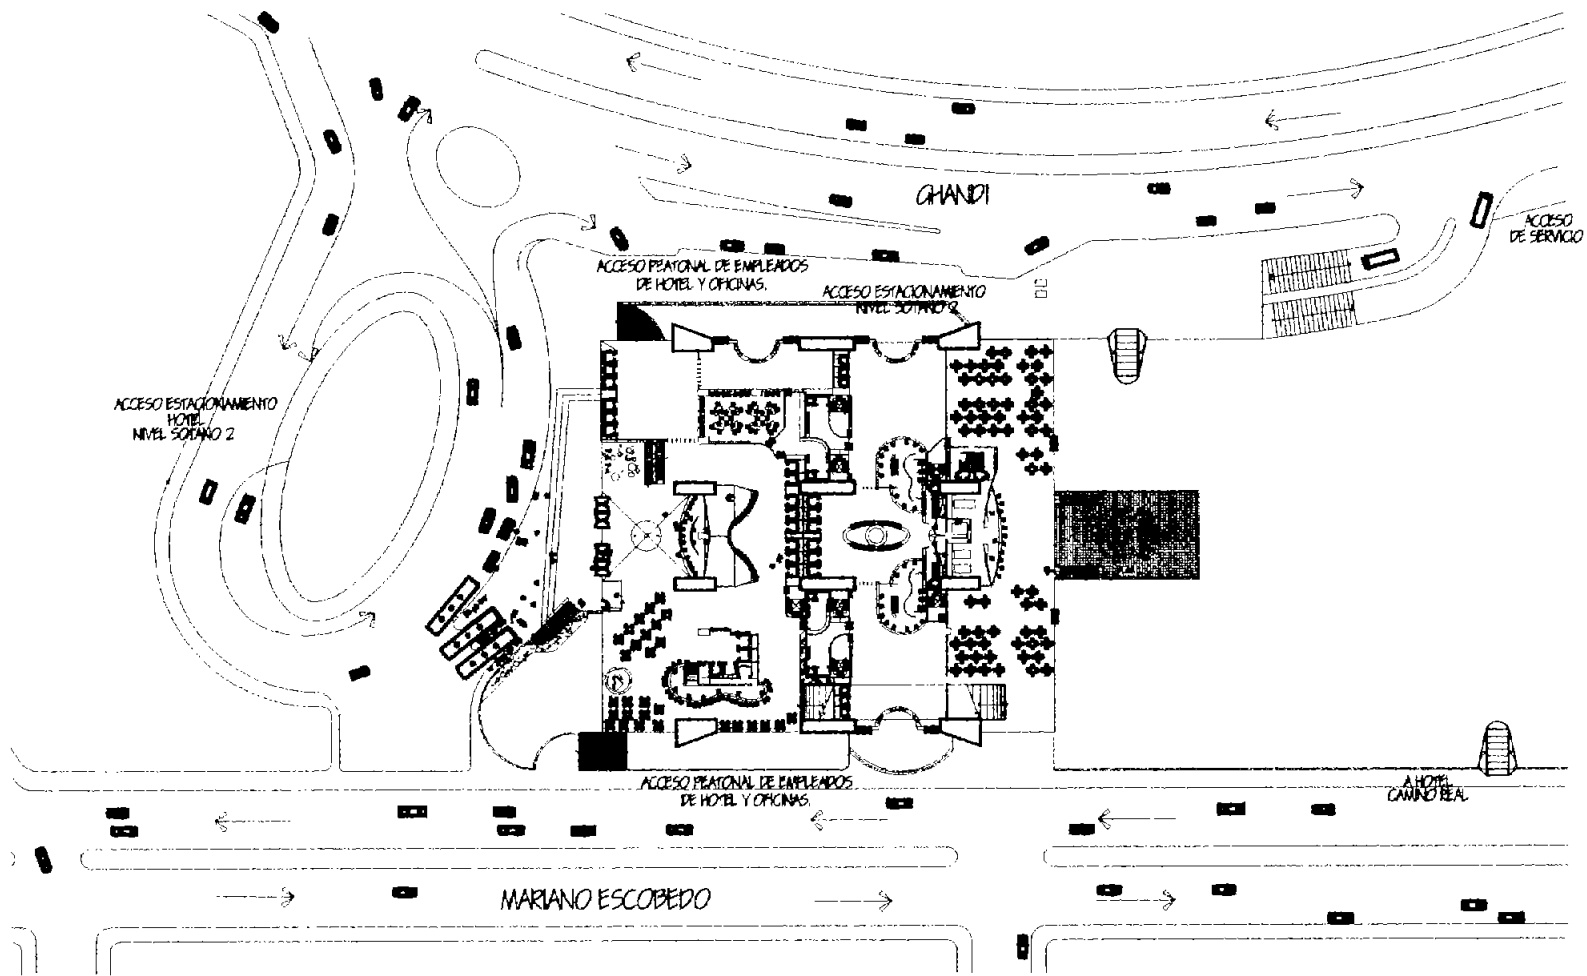 GHANDI
ACCESO
DE SERVICIO
ACCESO PEATONAL DE EMPLEADOS
DE HOTEL Y OFICINAS.
ACCESO ESTACIONAMIENTO
NIVEL SOTANO 2
ACCESO ESTACIONAMIENTO
HOTEL
NIVEL SOTANO 2
ACCESO PEATONAL DE EMPLEADOS
DE HOTEL Y OFICINAS.
A HOTEL
CAMINO REAL
MARIANO ESCOBEDO